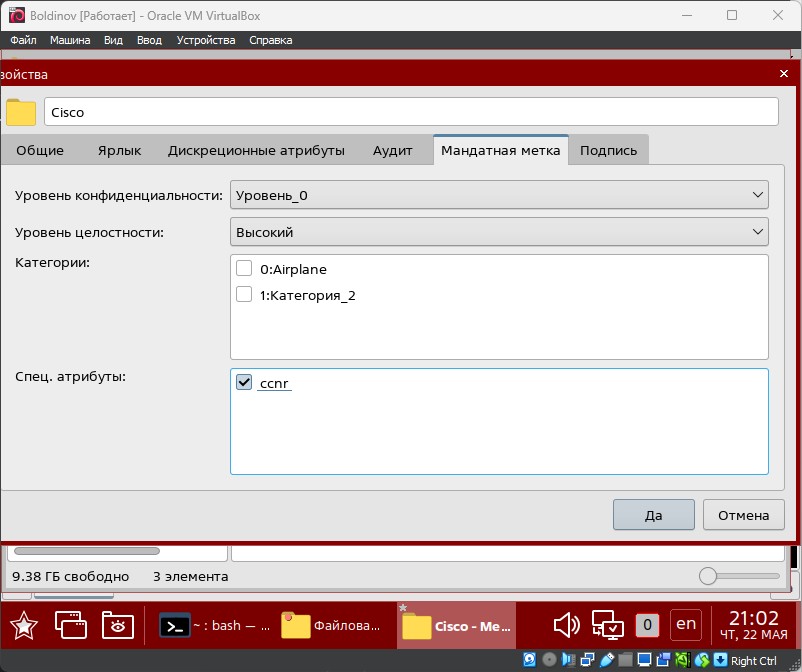 Boldinov [Работает] - Oracle VM VirtualBox
Файл Машина Вид Ввод Устройства Справка
войства
Cisco
Общие Ярлык Дискреционные атрибуты Аудит Мандатная метка Подпись
Уровень конфиденциальности: Уровень_0
Уровень целостности: Высокий
Категории:
0:Airplane
1:Категория_2
Спец. атрибуты:
ccnr
Да Отмена
9.38 ГБ свободно 3 элемента
~ : bash — ... Файлова... Cisco - Ме... 0 en 21:02
ЧТ, 22 МАЯ
Right Ctrl